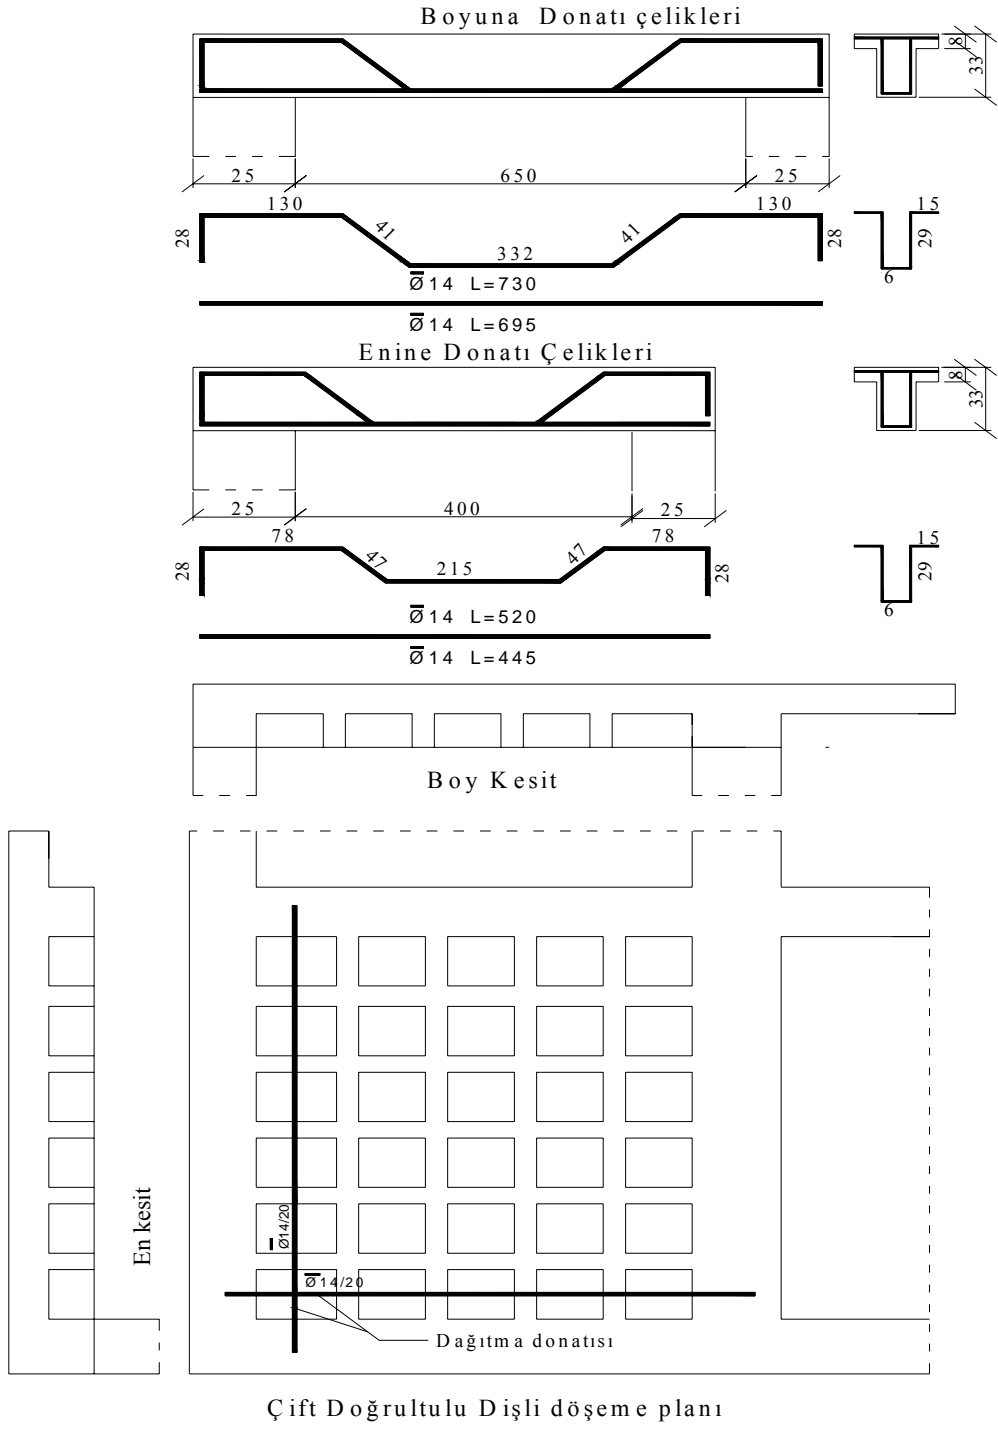 Boyuna Donatı çelikleri
8
33
25
650
25
130
130
28
41
41
28
332
15
29
6
Ø14 L=730
Ø14 L=695
Enine Donatı Çelikleri
8
33
25
400
25
78
78
28
47
47
28
215
15
29
6
Ø14 L=520
Ø14 L=445
Boy Kesit
En kesit
Ø14/20
Ø14/20
Dağıtma donatısı
Çift Doğrultulu Dişli döşeme planı